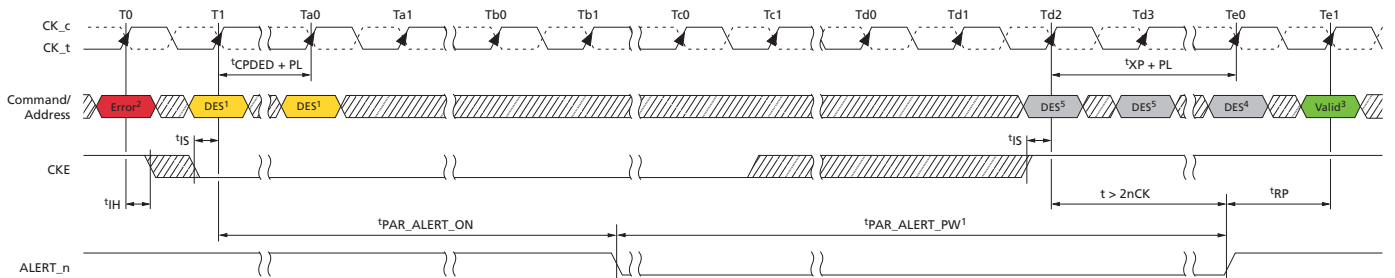 T0 T1 Ta0 Ta1 Tb0 Tb1 Tc0 Tc1 Td0 Td1 Td2 Td3 Te0 Te1
CK_c
CK_t
tCPDED + PL tXP + PL
Command/
Address
Error2 DES1 DES1 DES5 DES5 DES4 Valid3
tIS tIS
CKE
tIH t > 2nCK tRP
tPAR_ALERT_ON tPAR_ALERT_PW1
ALERT_n